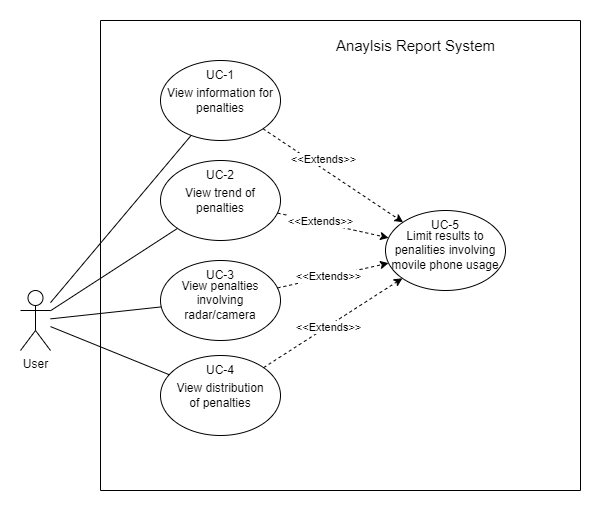 Anaylsis Report System
UC-1
View information for
penalties
<<Extends>>
UC-2
View trend of
penalties
<<Extends>>
UC-5
Limit results to
penalities involving
movile phone usage
UC-3
View penalties
involving
radar/camera
<<Extends>>
<<Extends>>
User
UC-4
View distribution
of penalties